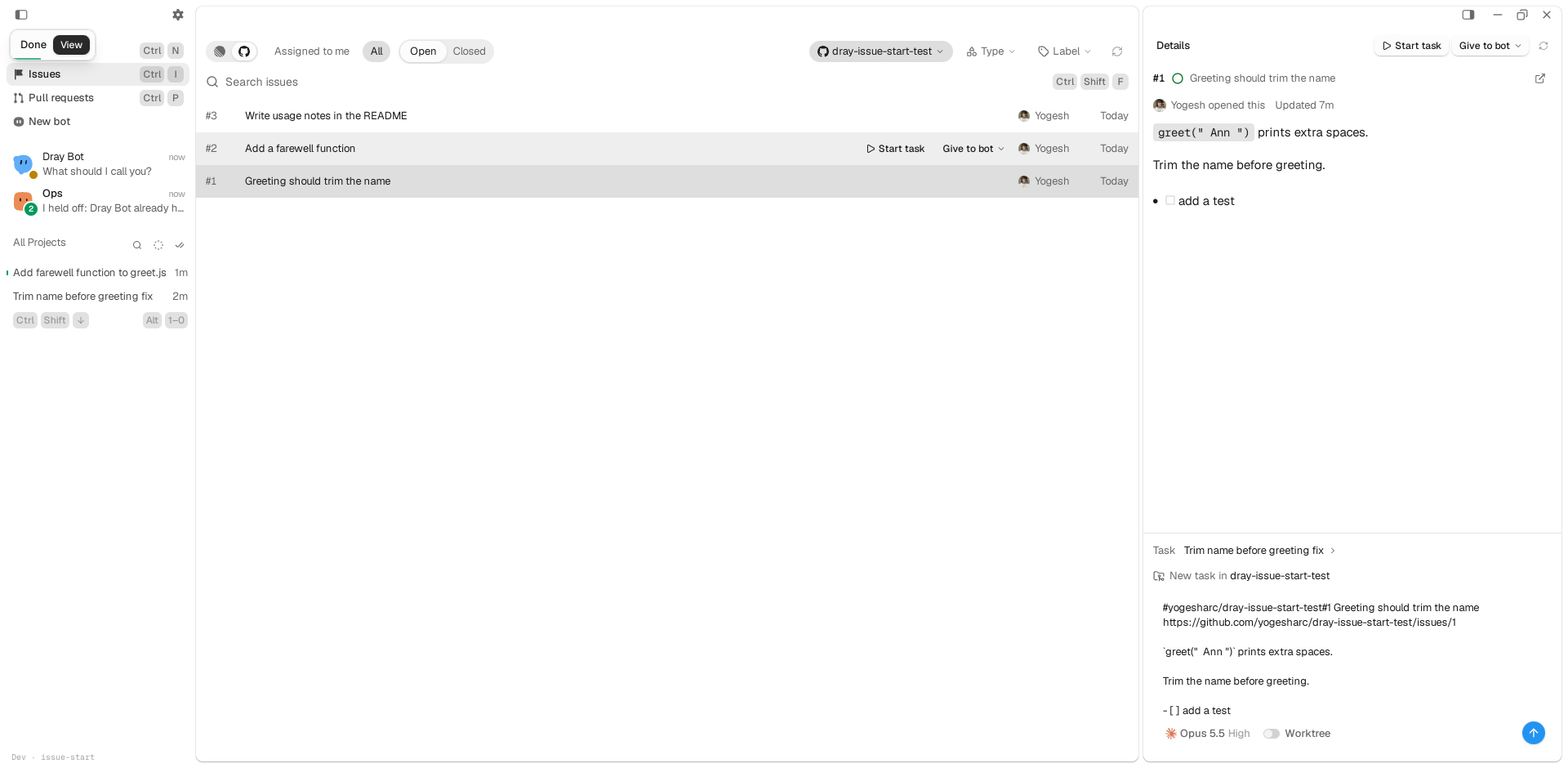 Done View
Ctrl N
Issues Ctrl I
Pull requests Ctrl P
New bot
Dray Bot now
What should I call you?
Ops now
2 I held off: Dray Bot already h…
All Projects
Add farewell function to greet.js 1m
Trim name before greeting fix 2m
Ctrl Shift ↓ Alt 1–0
Dev · issue-start
Assigned to me All Open Closed dray-issue-start-test Type Label
Search issues Ctrl Shift F
#3 Write usage notes in the README Yogesh Today
#2 Add a farewell function Start task Give to bot Yogesh Today
#1 Greeting should trim the name Yogesh Today
Details Start task Give to bot
#1 Greeting should trim the name
Yogesh opened this Updated 7m
greet(" Ann ") prints extra spaces.
Trim the name before greeting.
• add a test
Task Trim name before greeting fix >
New task in dray-issue-start-test
#yogesharc/dray-issue-start-test#1 Greeting should trim the name
https://github.com/yogesharc/dray-issue-start-test/issues/1
`greet("  Ann ")` prints extra spaces.
Trim the name before greeting.
- [ ] add a test
Opus 5.5 High Worktree